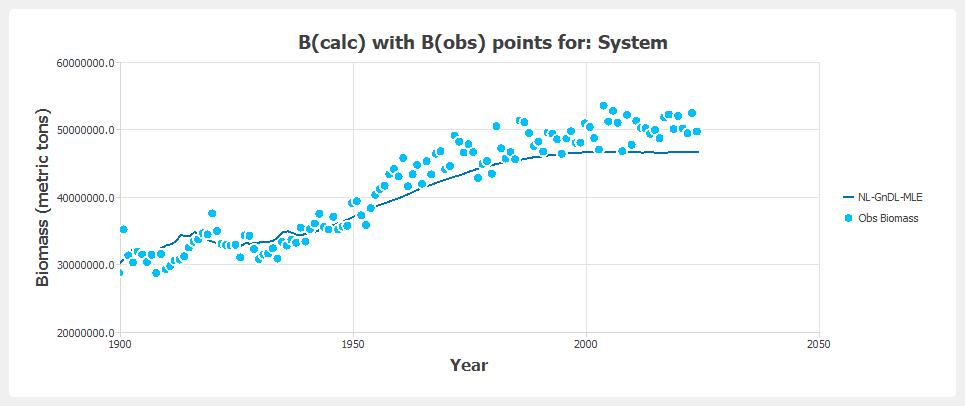 B(calc) with B(obs) points for: System
60000000.0
50000000.0
40000000.0
30000000.0
20000000.0
Biomass (metric tons)
1900
1950
2000
2050
Year
NL-GnDL-MLE
Obs Biomass